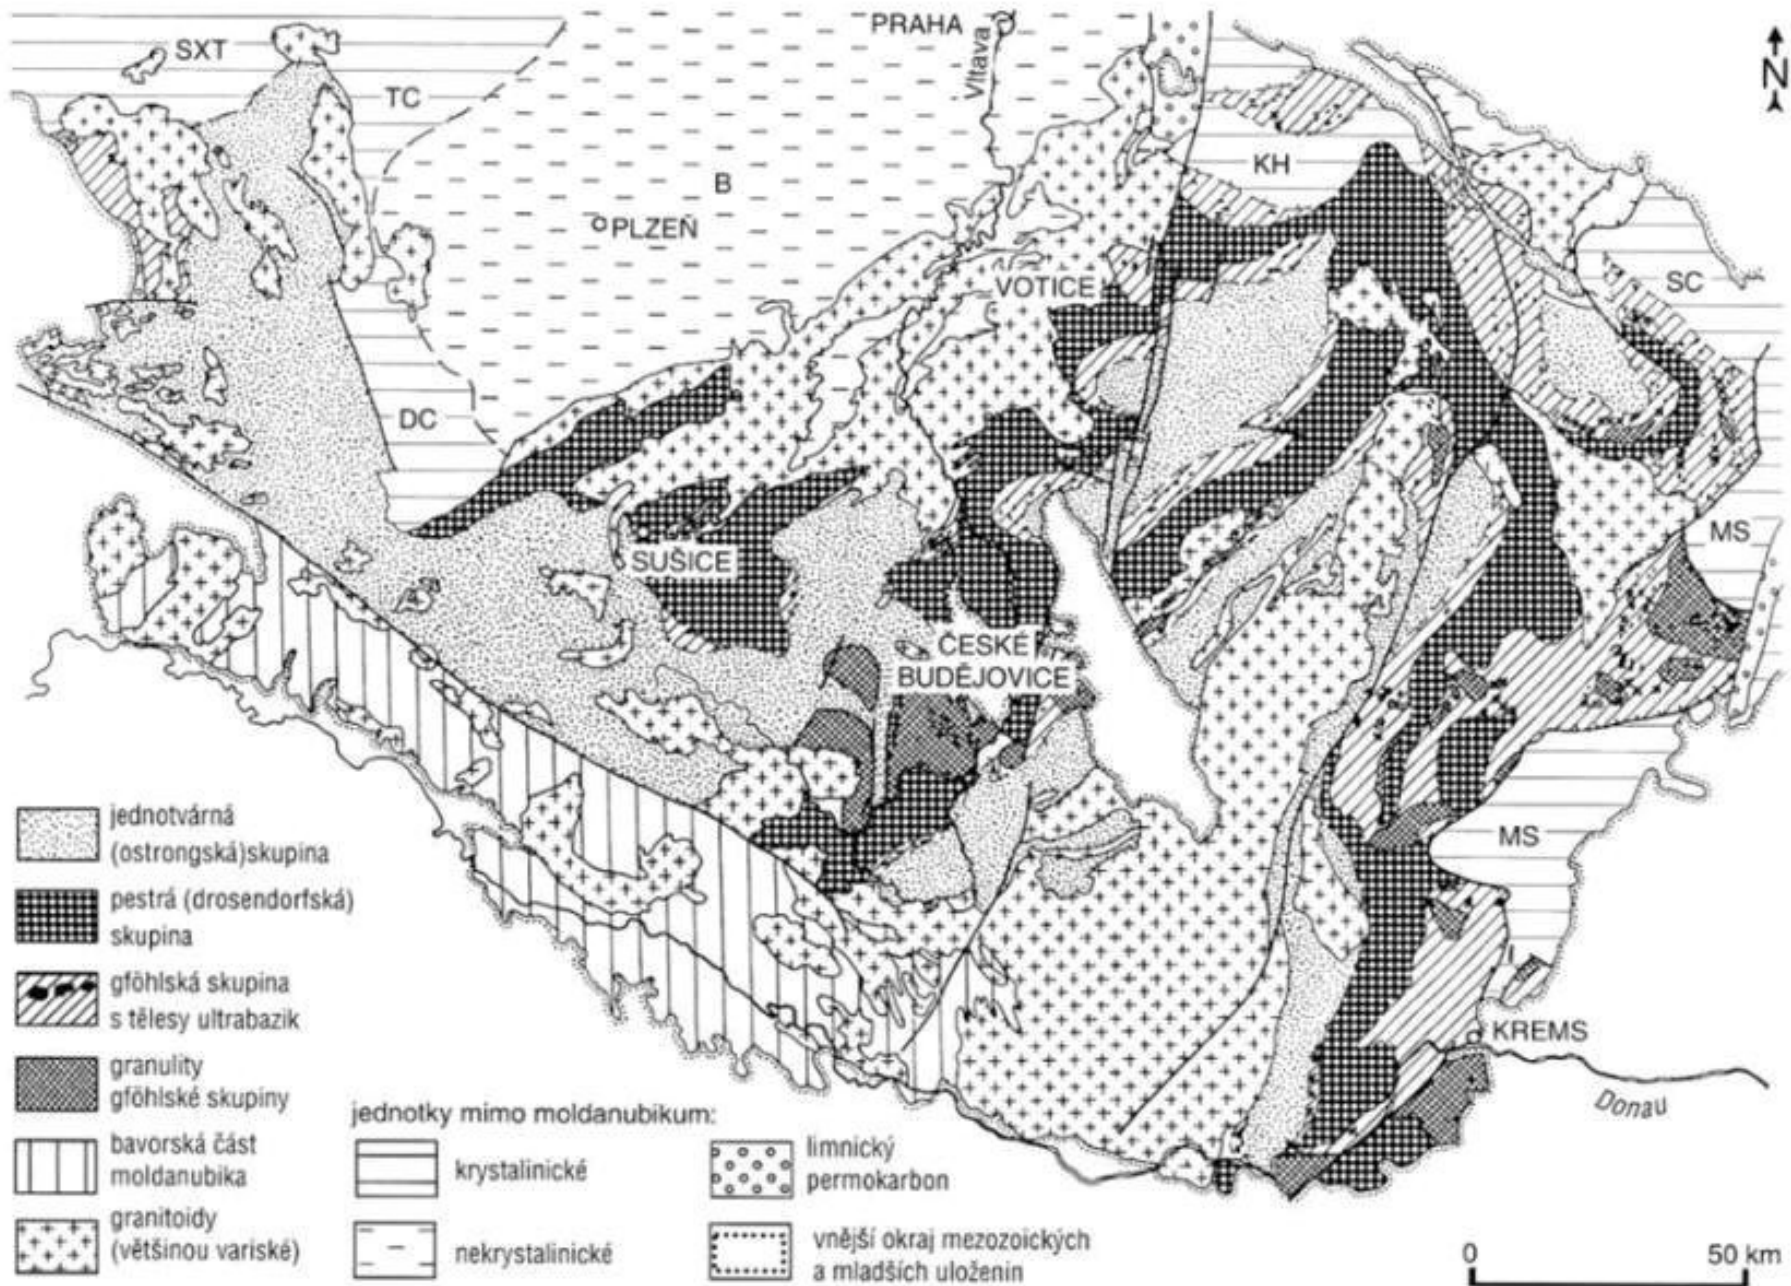 SXT
TC
PRAHA
Vltava
N
KH
B
PLZEŇ
VOTICE
SC
DC
SUŠICE
MS
ČESKÉ
BUDĚJOVICE
MS
KREMS
Donau
jednotvárná
(ostrongská)skupina
pestrá (drosendorfská)
skupina
gföhlská skupina
s tělesy ultrabazik
granulity
gföhlské skupiny
bavorská část
moldanubika
granitoidy
(většinou variské)
jednotky mimo moldanubikum:
krystalinické
nekrystalinické
limnický
permokarbon
vnější okraj mezozoických
a mladších uloženin
0 50 km